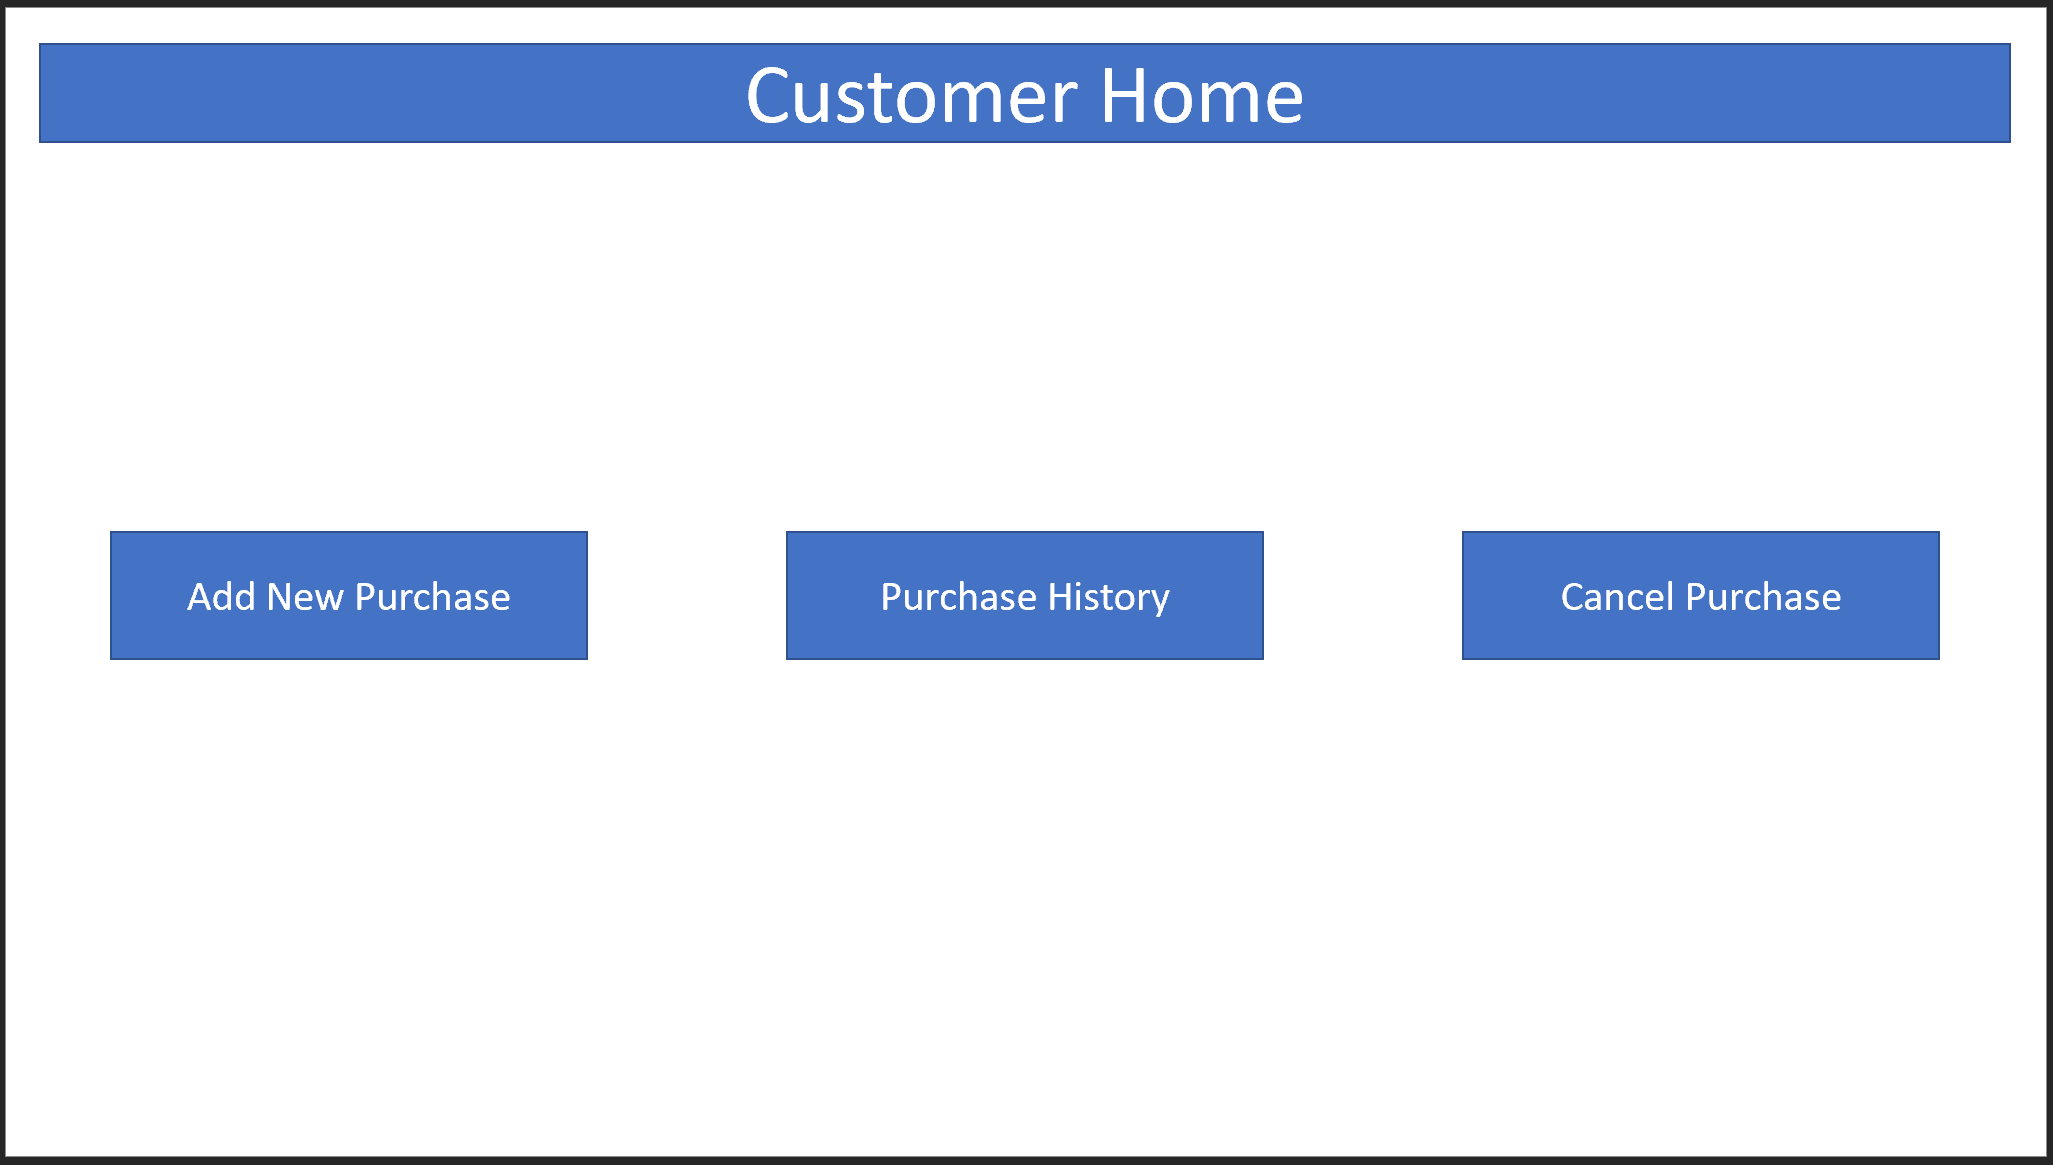 Customer Home
Add New Purchase
Purchase History
Cancel Purchase